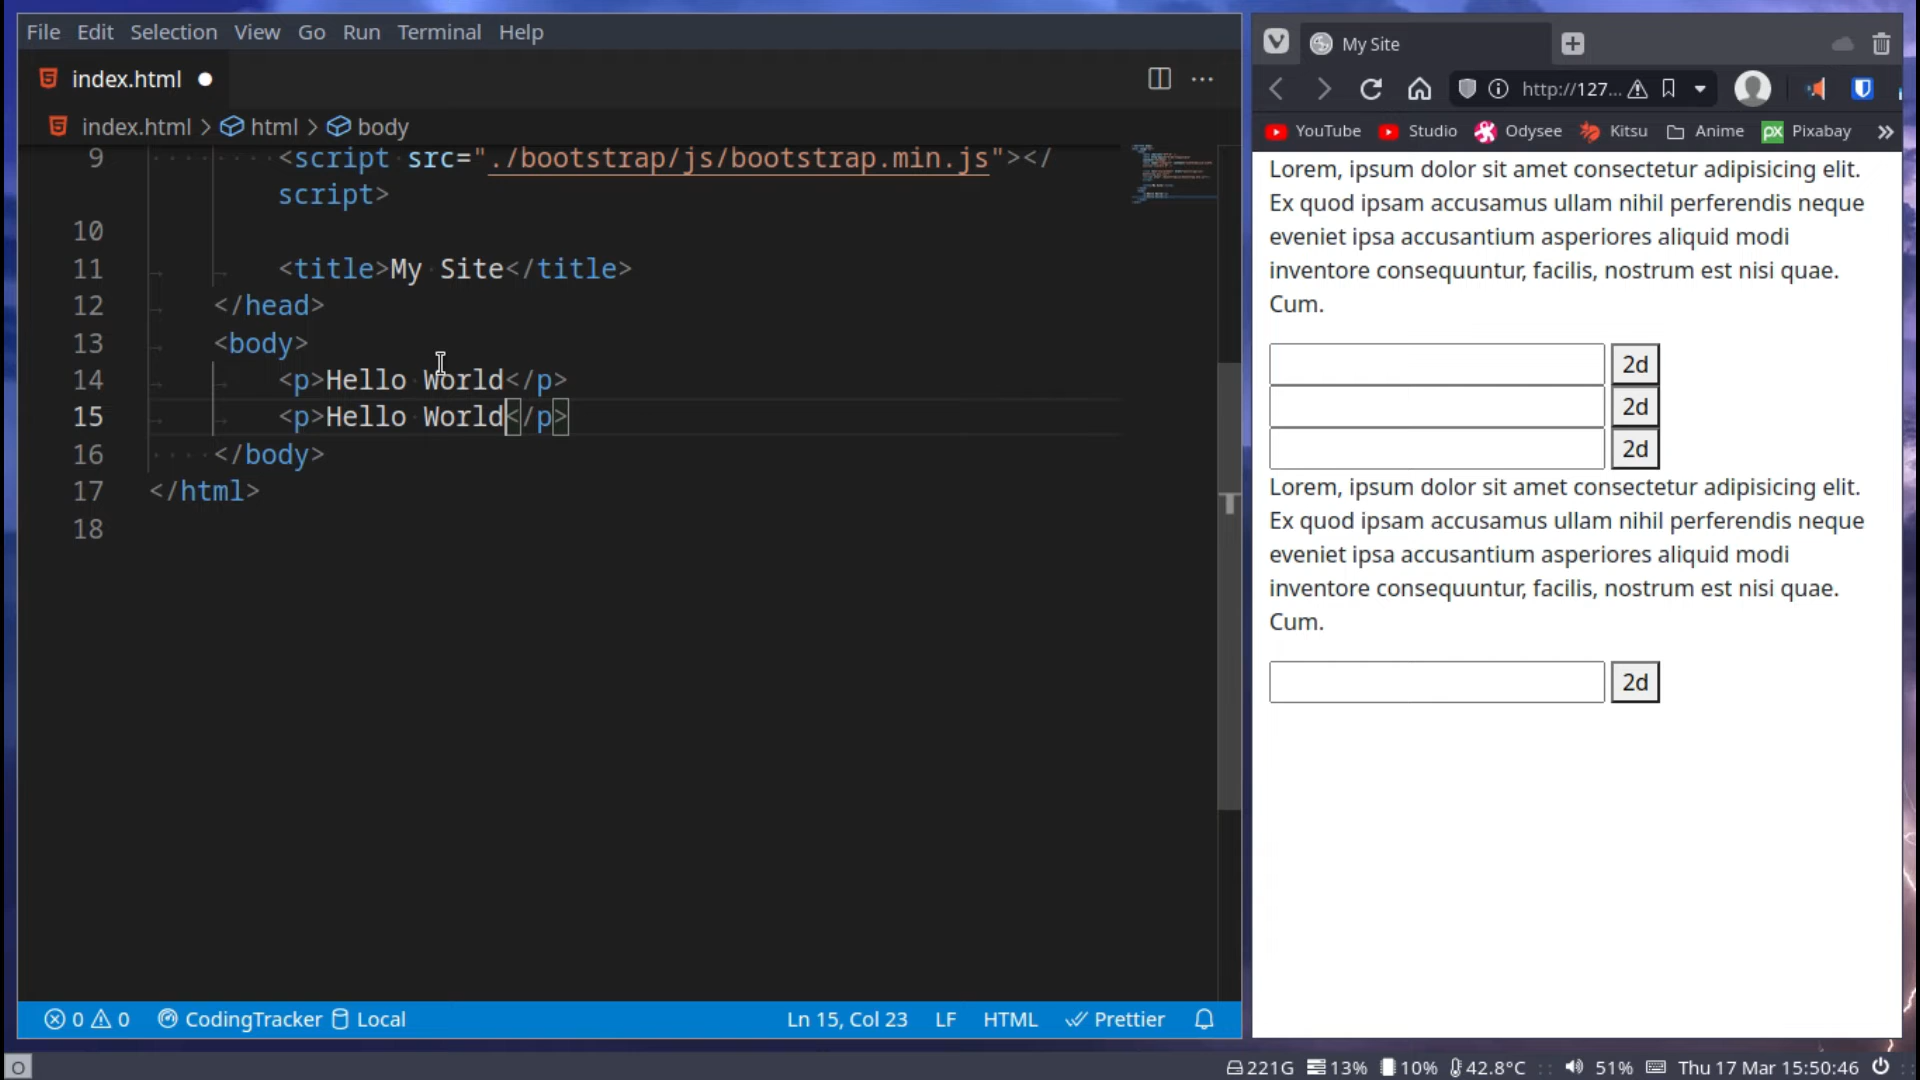 File Edit Selection View Go Run Terminal Help
index.html
index.html > html > body
9 <script src="./bootstrap/js/bootstrap.min.js"></
script>
10
11 <title>My Site</title>
12 </head>
13 <body>
14 <p>Hello World</p>
15 <p>Hello World</p>
16 </body>
17 </html>
18
0 0 CodingTracker Local Ln 15, Col 23 LF HTML Prettier
My Site
http://127...
YouTube Studio Odysee Kitsu Anime px Pixabay »
Lorem, ipsum dolor sit amet consectetur adipisicing elit.
Ex quod ipsam accusamus ullam nihil perferendis neque
eveniet ipsa accusantium asperiores aliquid modi
inventore consequuntur, facilis, nostrum est nisi quae.
Cum.
2d
2d
2d
Lorem, ipsum dolor sit amet consectetur adipisicing elit.
Ex quod ipsam accusamus ullam nihil perferendis neque
eveniet ipsa accusantium asperiores aliquid modi
inventore consequuntur, facilis, nostrum est nisi quae.
Cum.
2d
221G 13% 10% 42.8°C :: 51% Thu 17 Mar 15:50:46